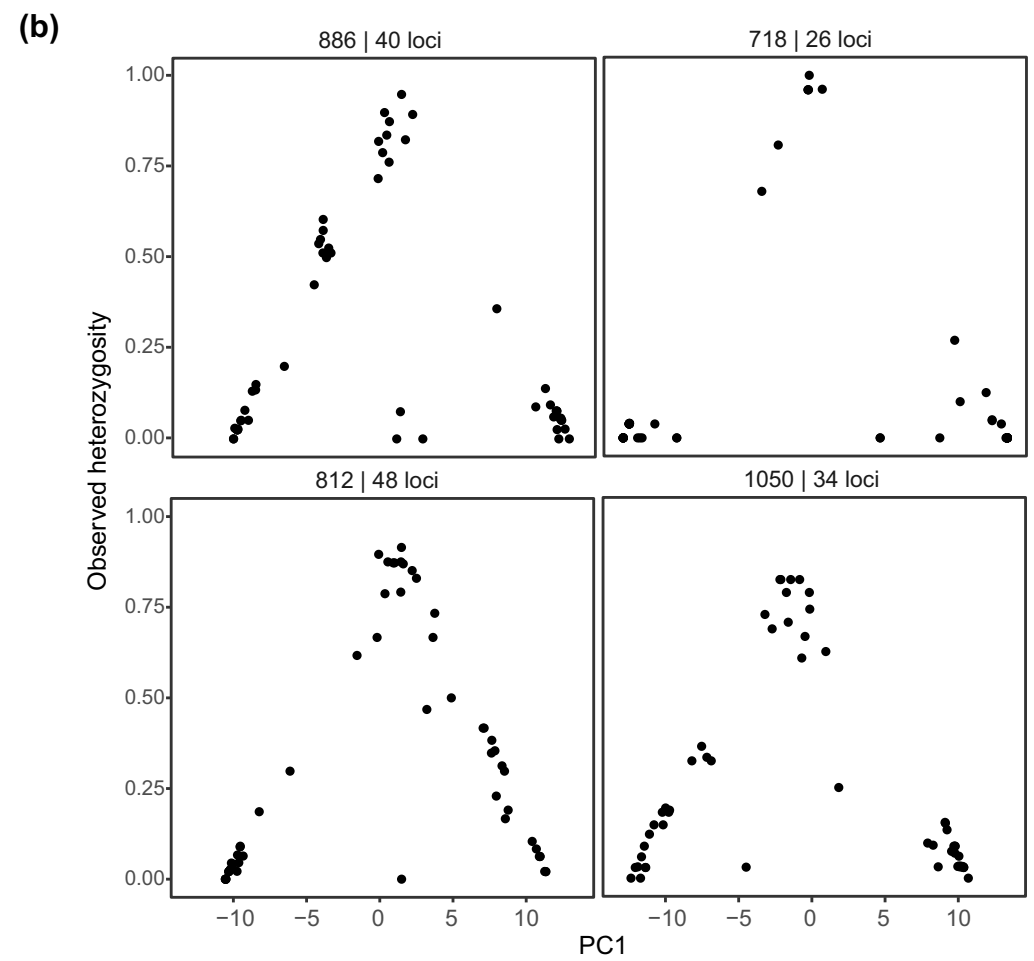 (b)
886 | 40 loci
718 | 26 loci
1.00
0.75
0.50
0.25
0.00
812 | 48 loci
1050 | 34 loci
1.00
0.75
0.50
0.25
0.00
Observed heterozygosity
−10 −5 0 5 10
−10 −5 0 5 10
PC1